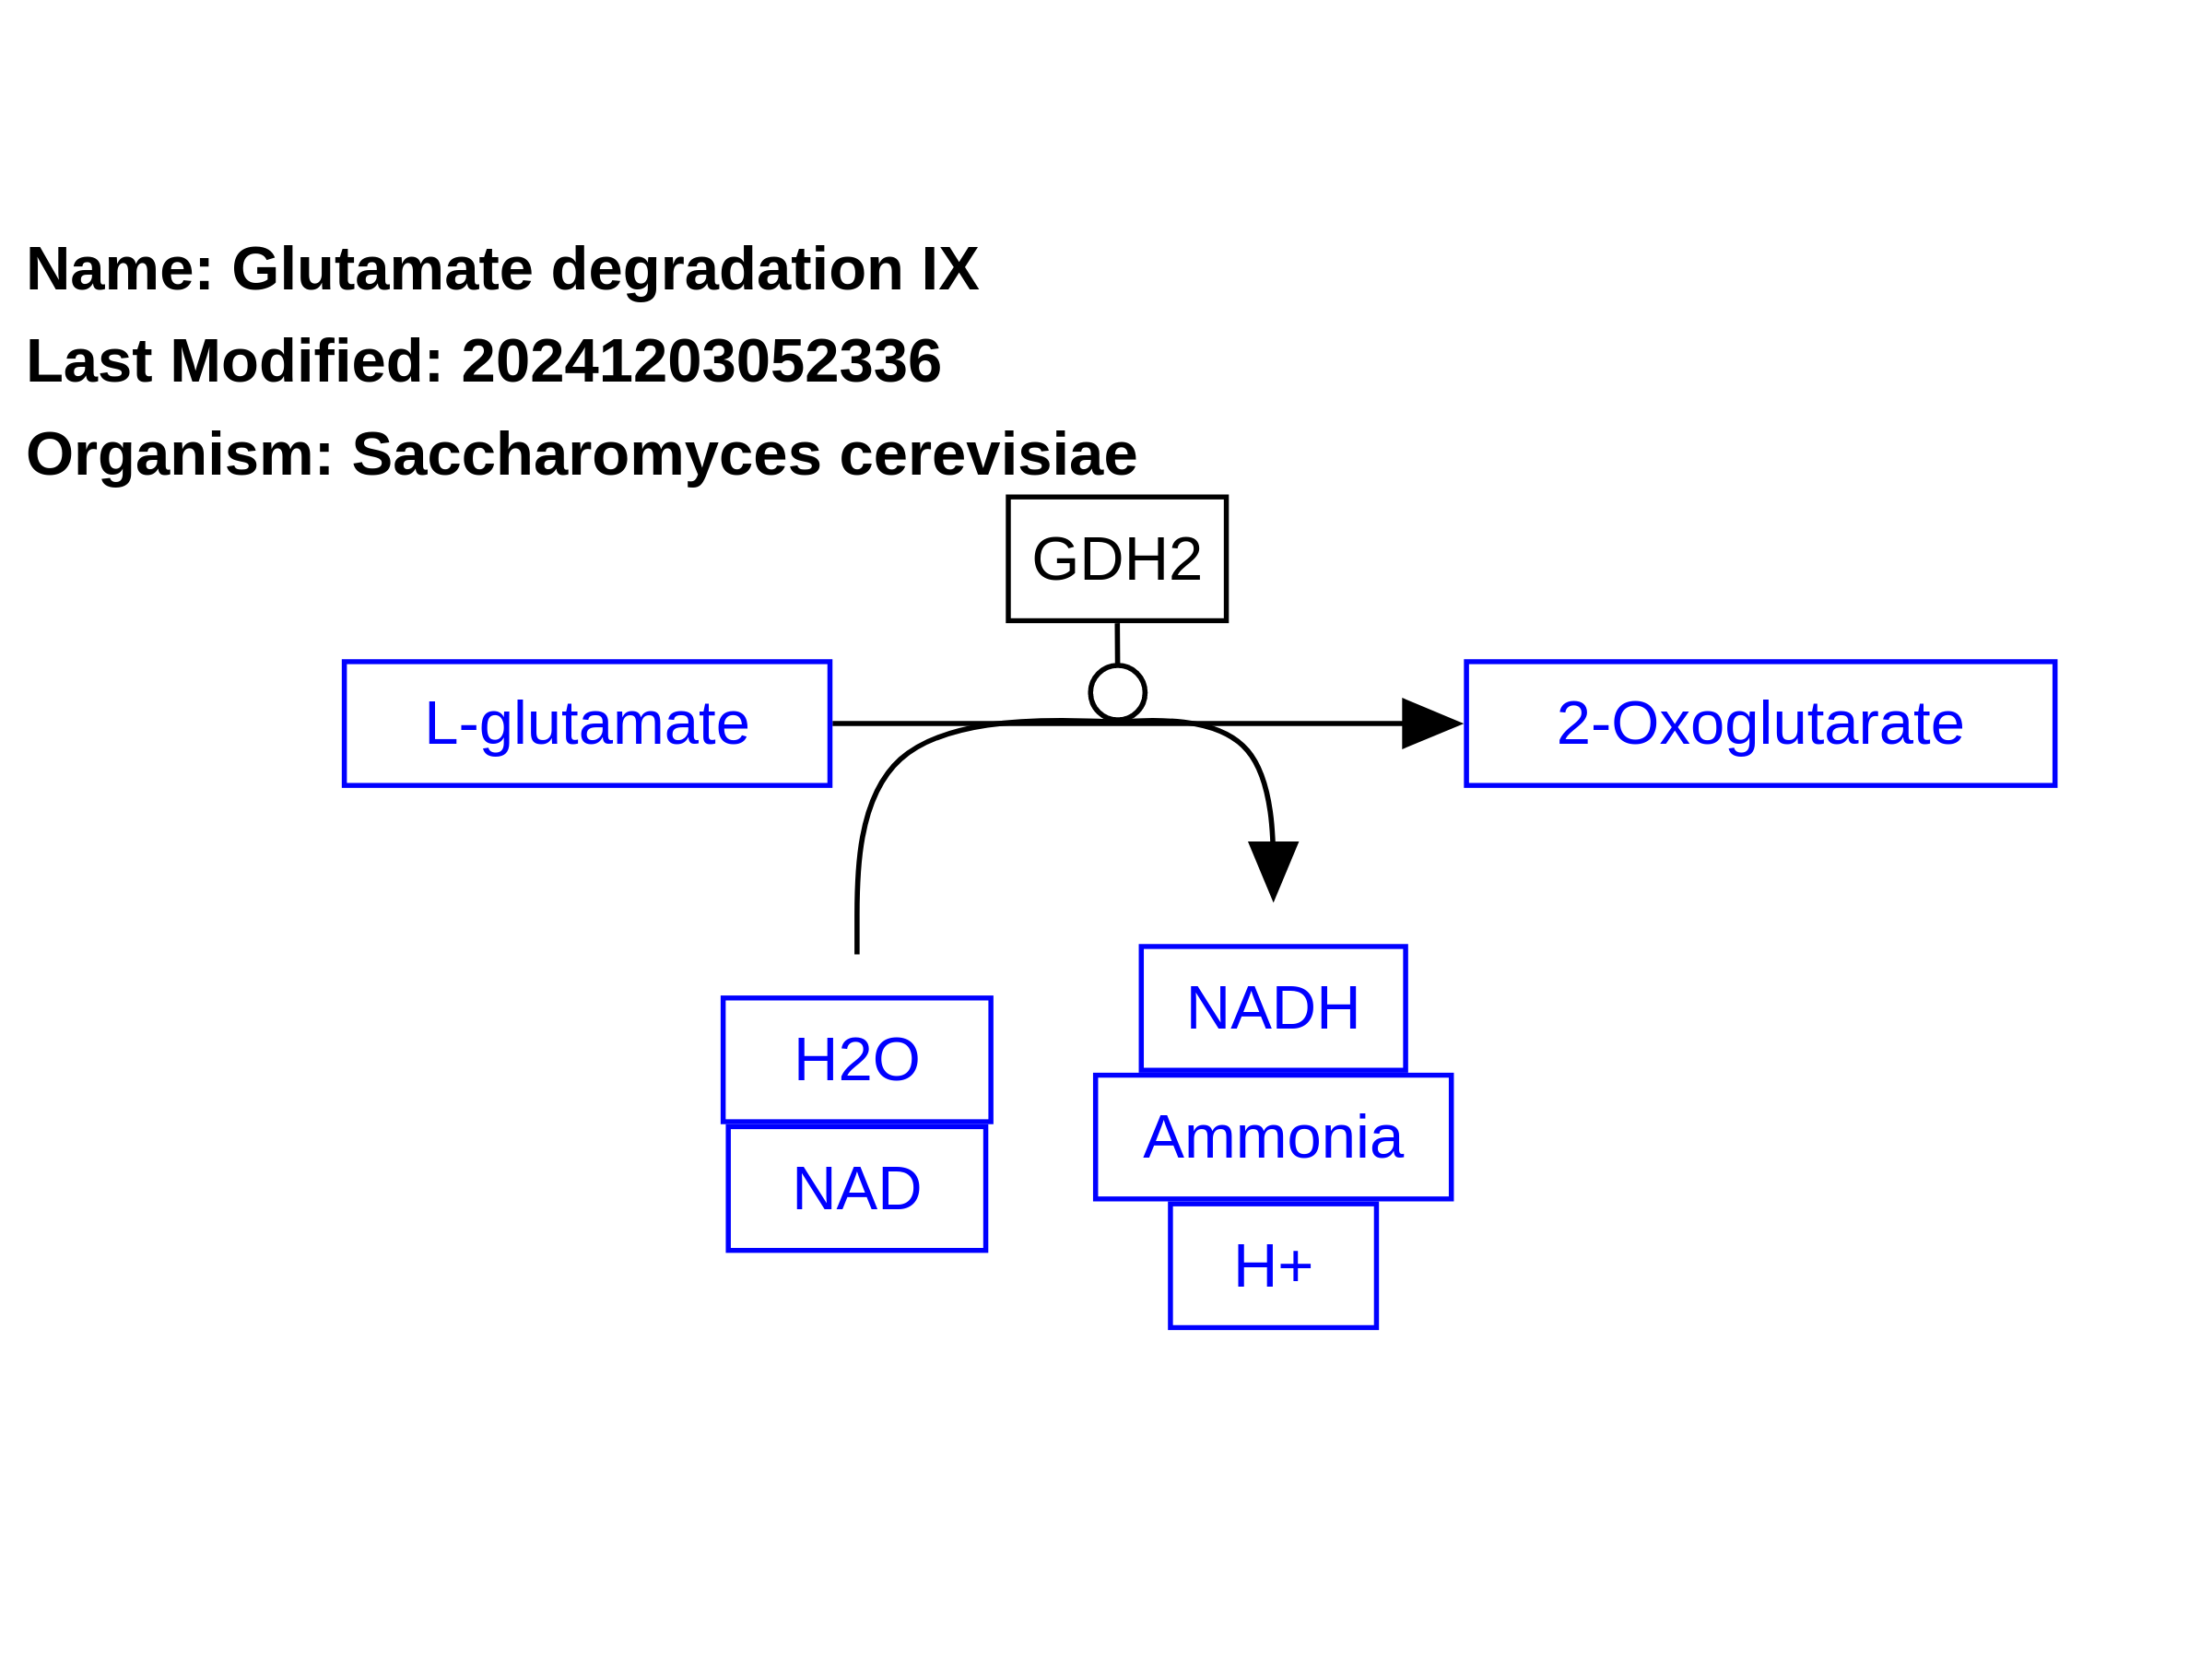 Name: Glutamate degradation IX
Last Modified: 20241203052336
Organism: Saccharomyces cerevisiae
GDH2
L-glutamate
2-Oxoglutarate
NADH
H2O
Ammonia
NAD
H+